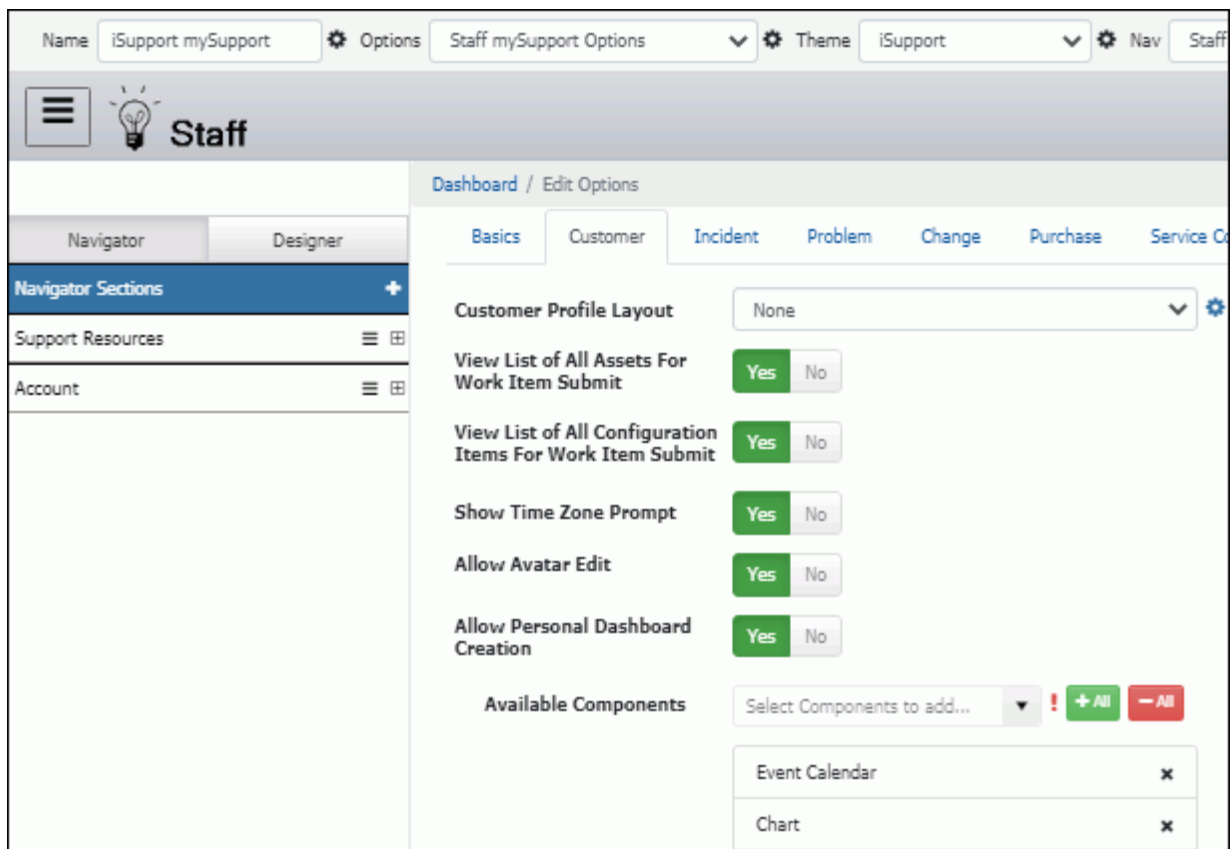 Name iSupport mySupport Options Staff mySupport Options Theme iSupport Nav Staff
Staff
Dashboard / Edit Options
Navigator Designer
Basics Customer Incident Problem Change Purchase Service Co
Navigator Sections
Customer Profile Layout None
Support Resources
View List of All Assets For
Work Item Submit
Yes No
Account
View List of All Configuration
Items For Work Item Submit
Yes No
Show Time Zone Prompt Yes No
Allow Avatar Edit Yes No
Allow Personal Dashboard
Creation
Yes No
Available Components Select Components to add... ! + All − All
Event Calendar
Chart